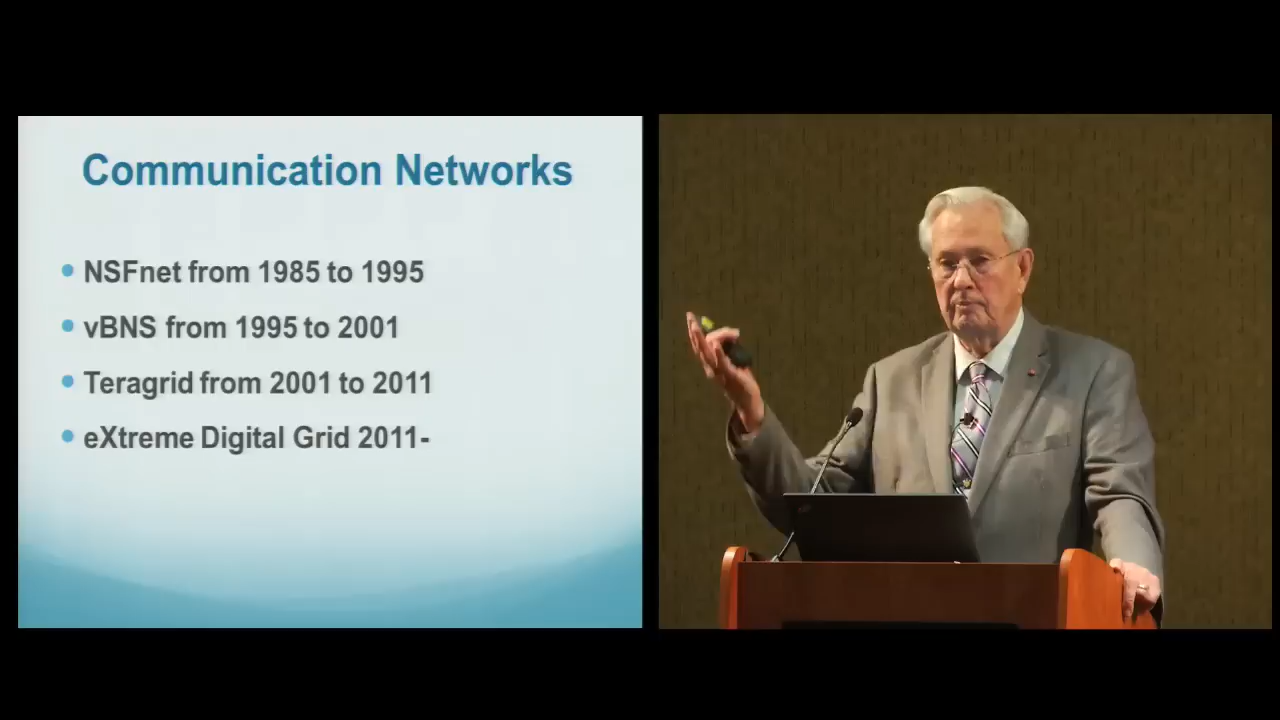 Communication Networks
NSFnet from 1985 to 1995
vBNS from 1995 to 2001
Teragrid from 2001 to 2011
eXtreme Digital Grid 2011-